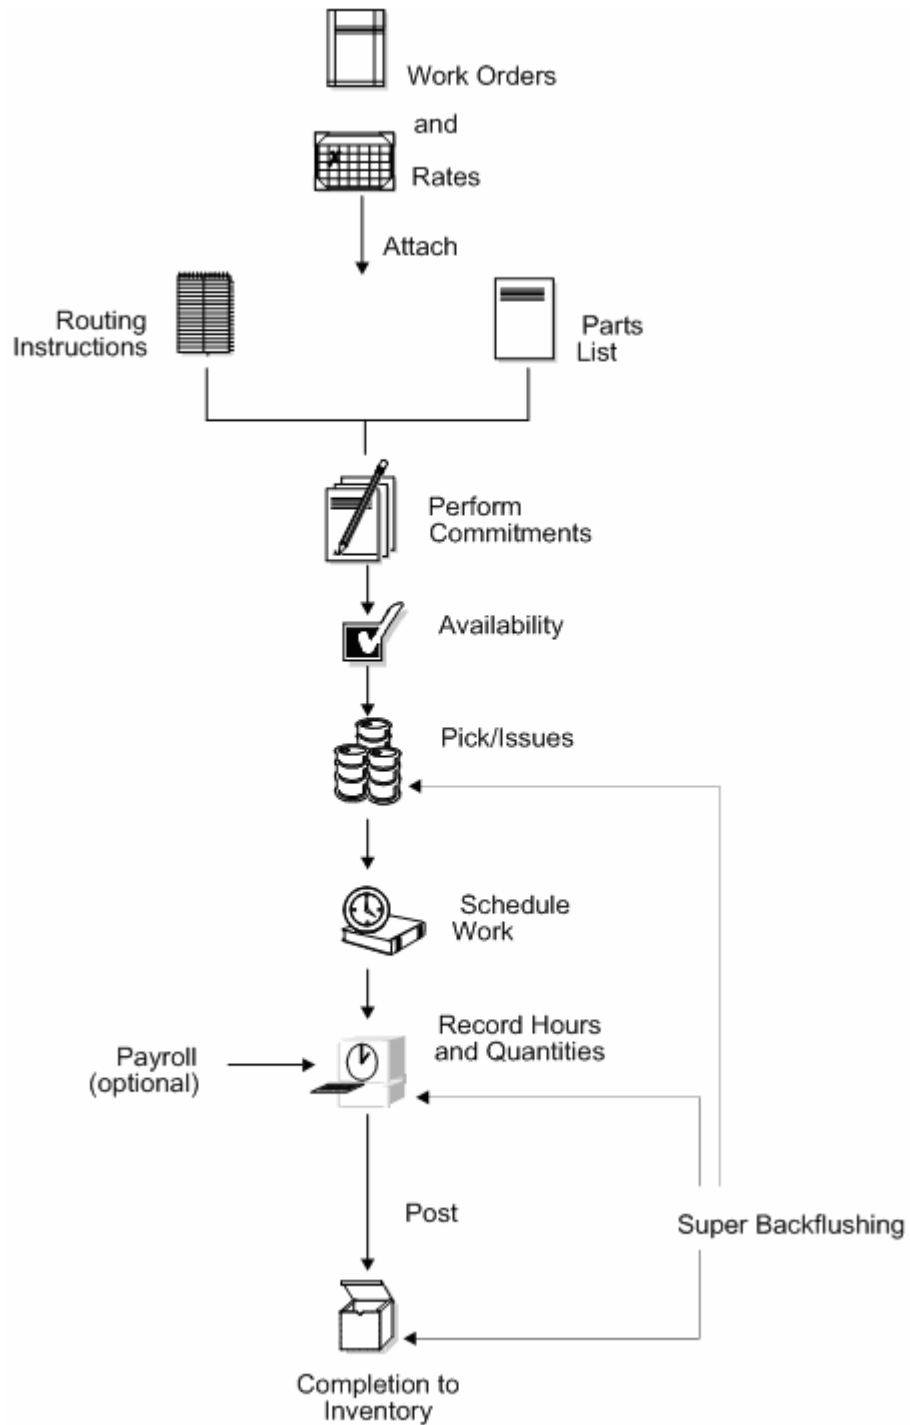 Work Orders
and
Rates
Attach
Routing
Instructions
Parts
List
Perform
Commitments
Availability
Pick/Issues
Schedule
Work
Record Hours
and Quantities
Payroll
(optional)
Post
Super Backflushing
Completion to
Inventory